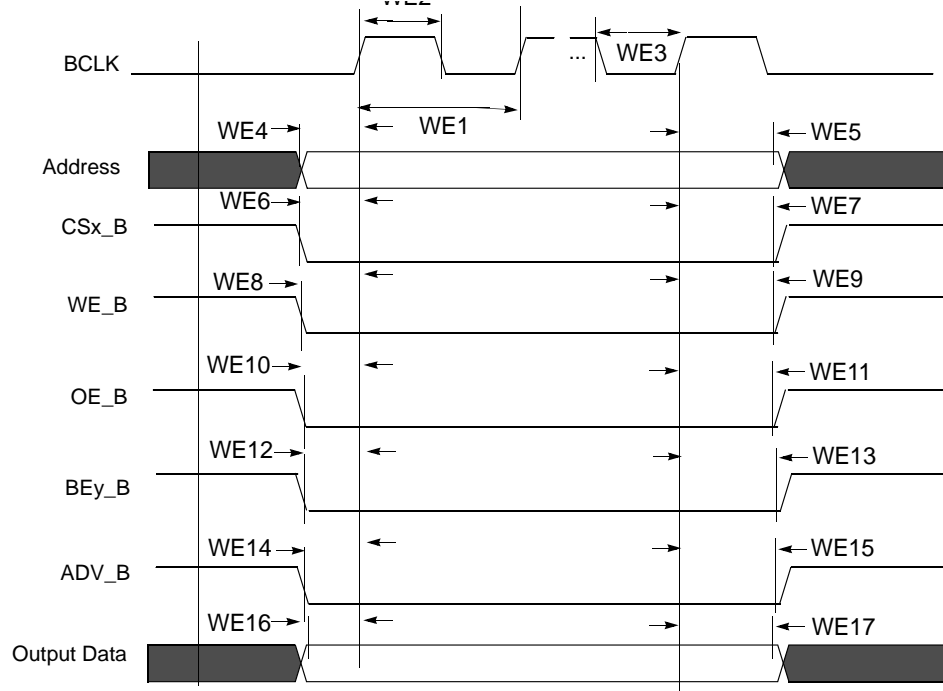 WE2
BCLK
...
WE3
WE4
WE1
WE5
Address
WE6
WE7
CSx_B
WE8
WE9
WE_B
WE10
WE11
OE_B
WE12
WE13
BEy_B
WE14
WE15
ADV_B
WE16
WE17
Output Data